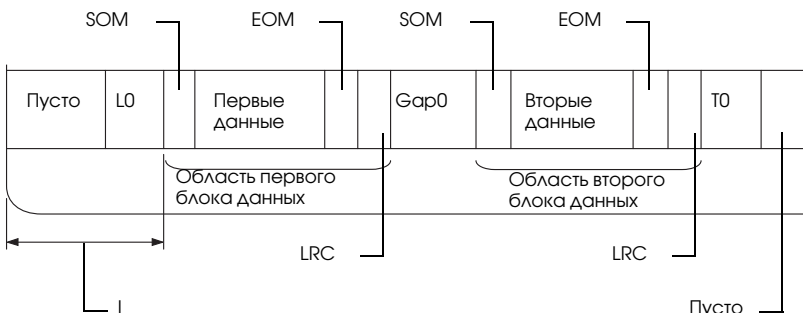 SOM EOM SOM EOM
Пусто L0 Первые данные Gap0 Вторые данные T0
Область первого блока данных
Область второго блока данных
LRC LRC
L Пусто